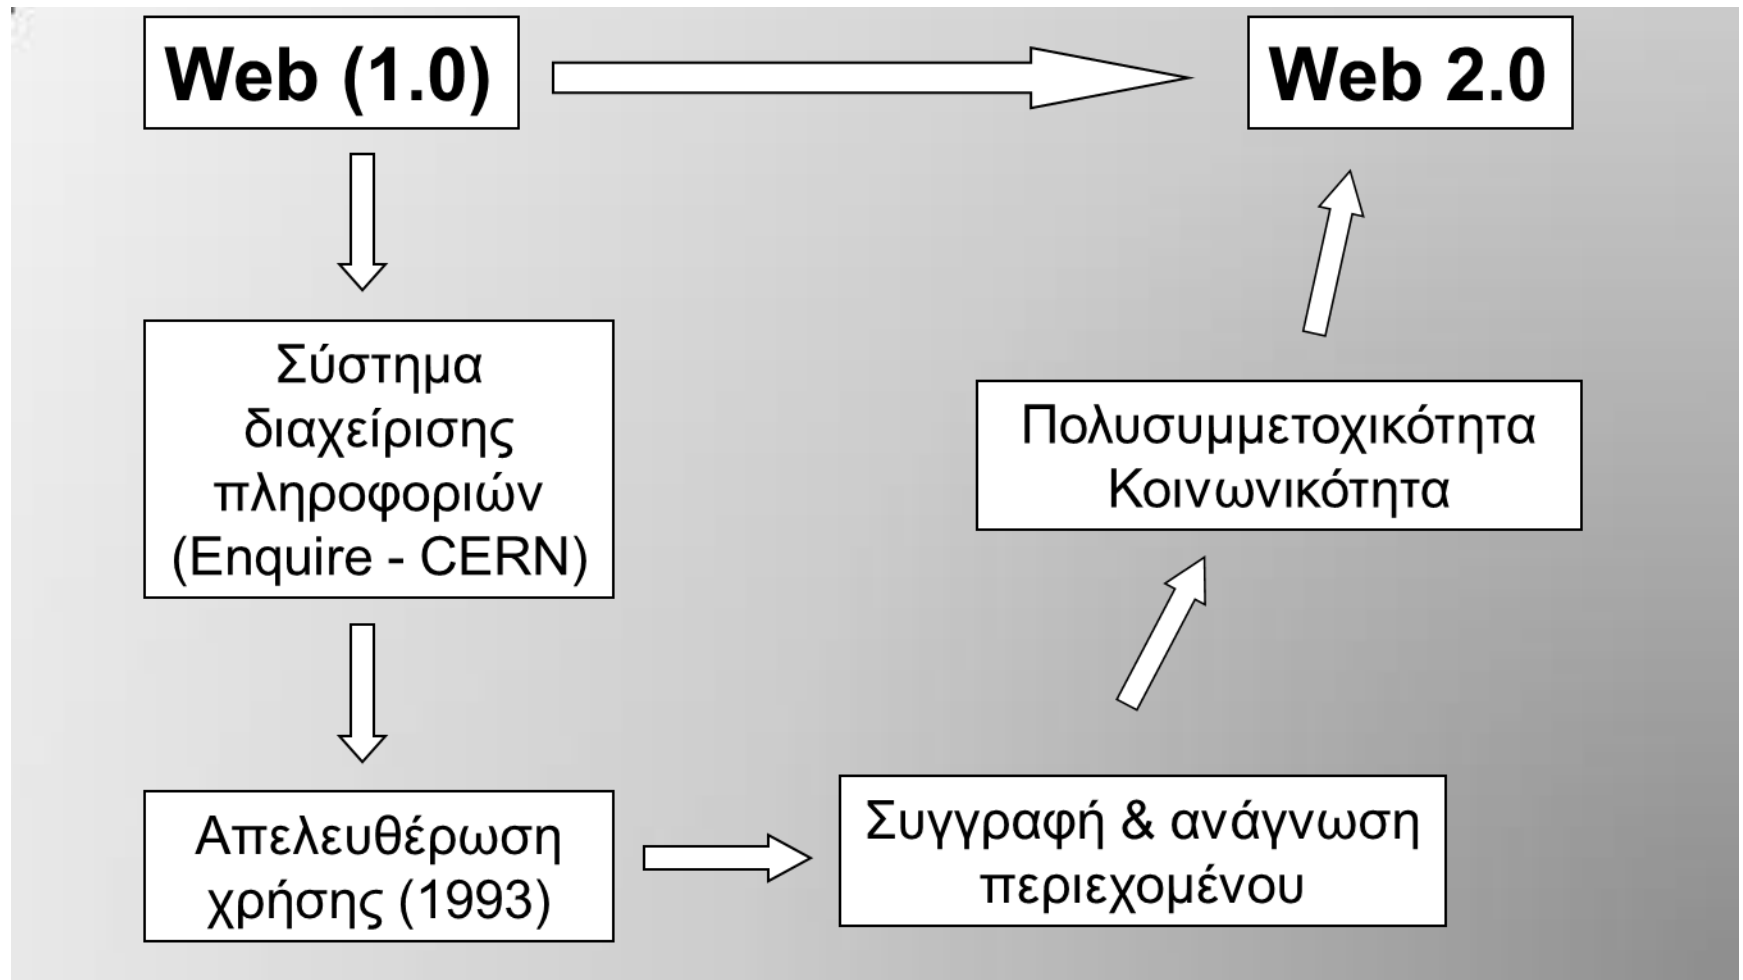 Web (1.0)
Web 2.0
Σύστημα
διαχείρισης
πληροφοριών
(Enquire - CERN)
Απελευθέρωση
χρήσης (1993)
Συγγραφή & ανάγνωση
περιεχομένου
Πολυσυμμετοχικότητα
Κοινωνικότητα